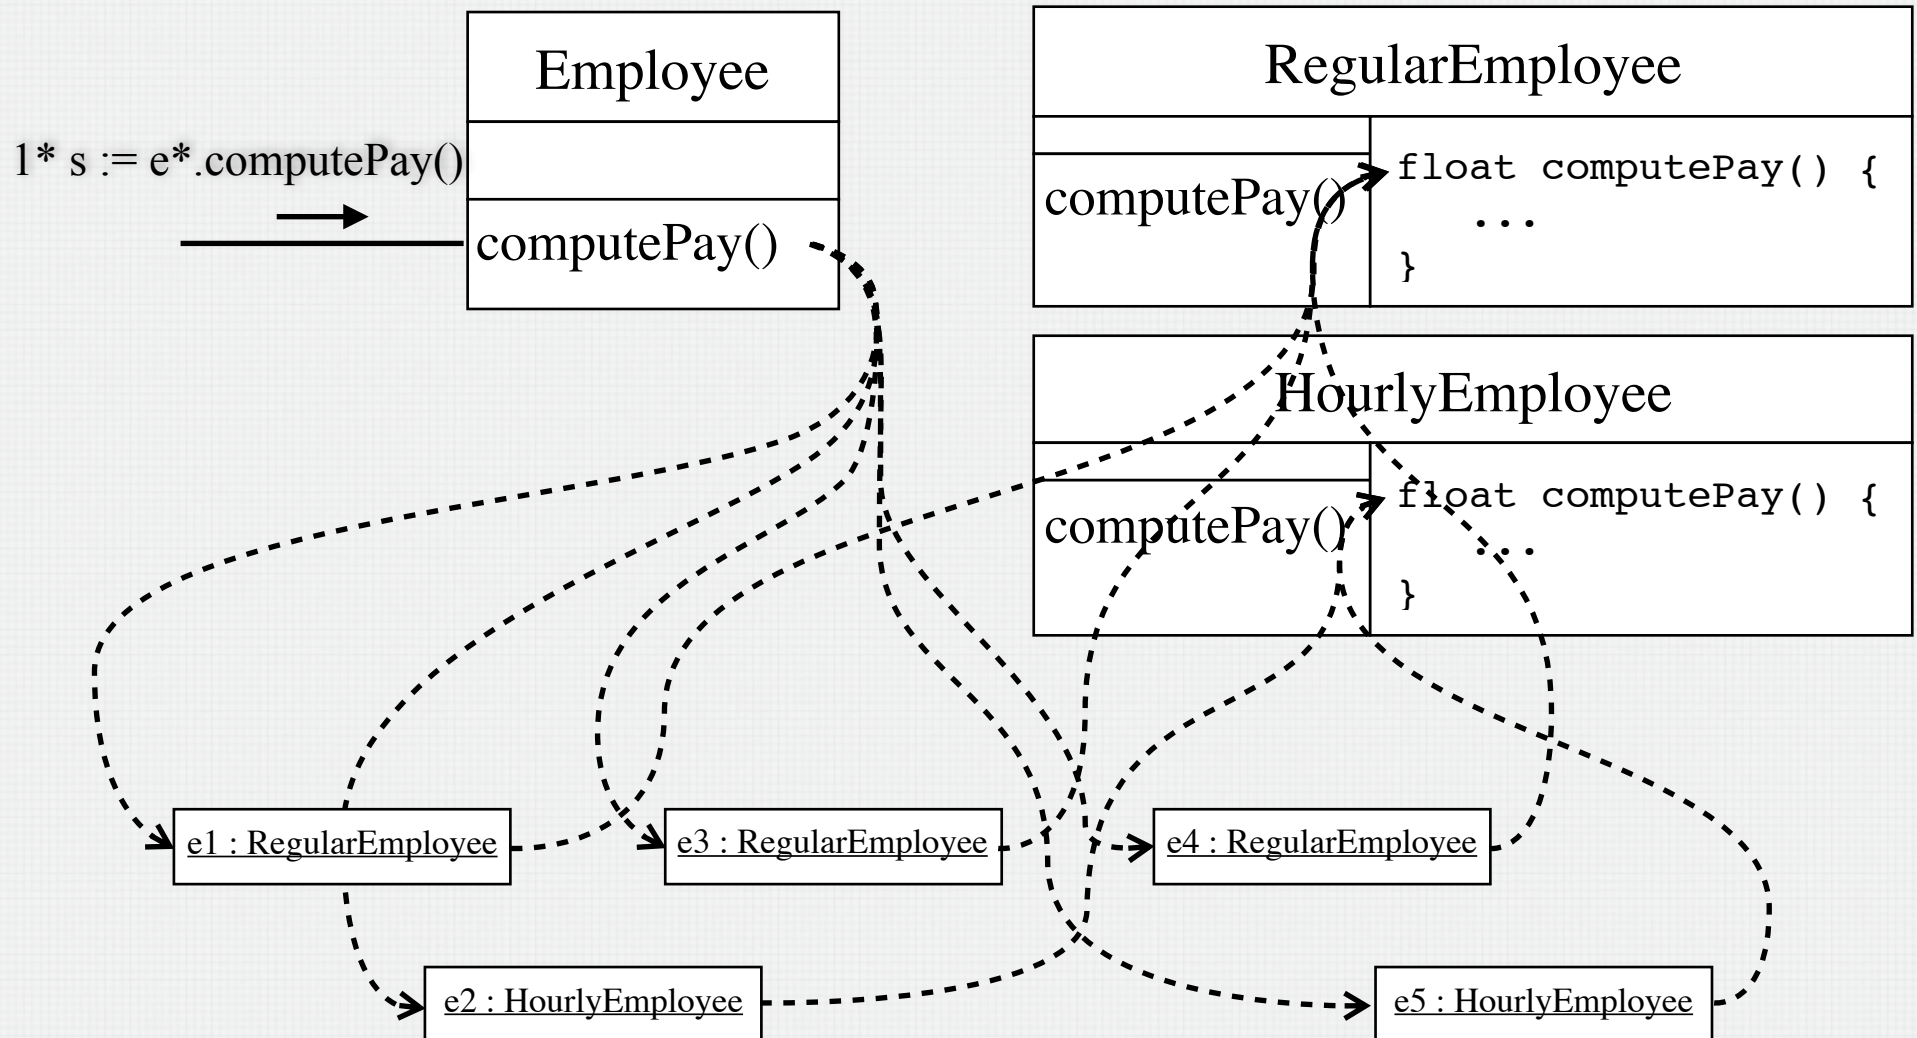 Employee
1* s := e*.computePay()
computePay()
RegularEmployee
computePay()
float computePay() {
...
}
HourlyEmployee
computePay()
float computePay() {
...
}
e1 : RegularEmployee
e3 : RegularEmployee
e4 : RegularEmployee
e2 : HourlyEmployee
e5 : HourlyEmployee